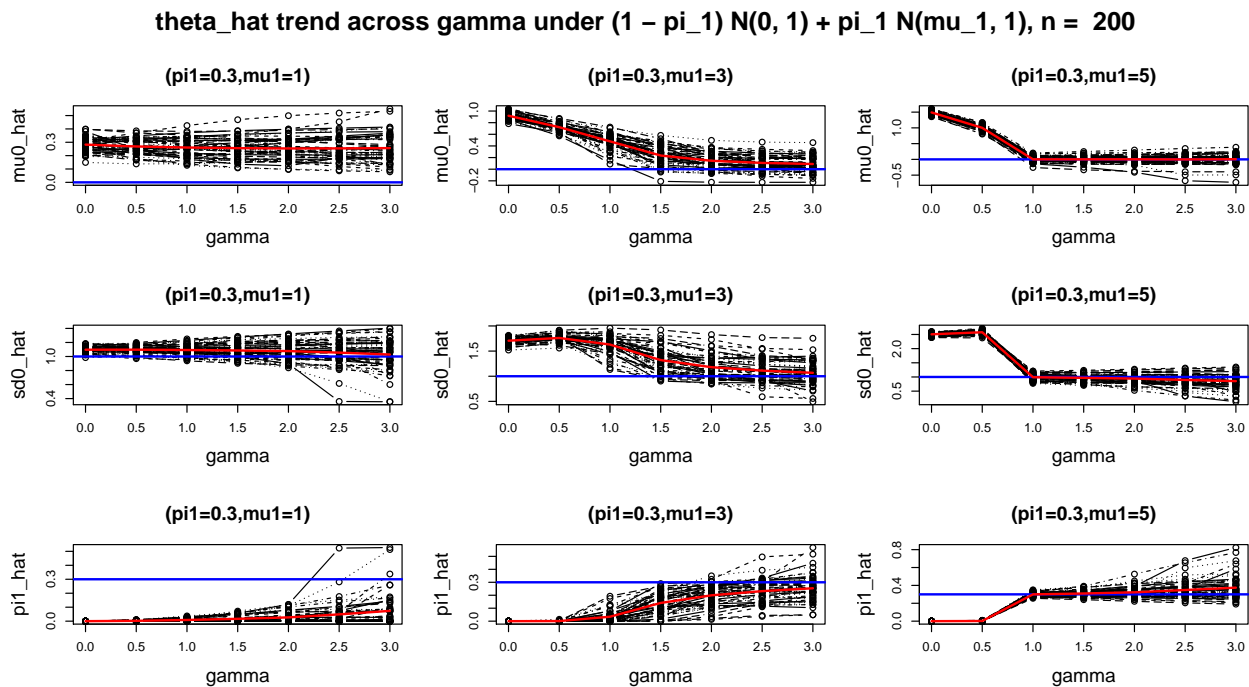 theta_hat trend across gamma under (1 − pi_1) N(0, 1) + pi_1 N(mu_1, 1), n =  200
(pi1=0.3,mu1=1)
mu0_hat
0.0 0.3
0.0 0.5 1.0 1.5 2.0 2.5 3.0
gamma
(pi1=0.3,mu1=3)
mu0_hat
−0.2 0.4 1.0
0.0 0.5 1.0 1.5 2.0 2.5 3.0
gamma
(pi1=0.3,mu1=5)
mu0_hat
−0.5 1.0
0.0 0.5 1.0 1.5 2.0 2.5 3.0
gamma
(pi1=0.3,mu1=1)
sd0_hat
0.4 1.0
0.0 0.5 1.0 1.5 2.0 2.5 3.0
gamma
(pi1=0.3,mu1=3)
sd0_hat
0.5 1.5
0.0 0.5 1.0 1.5 2.0 2.5 3.0
gamma
(pi1=0.3,mu1=5)
sd0_hat
0.5 2.0
0.0 0.5 1.0 1.5 2.0 2.5 3.0
gamma
(pi1=0.3,mu1=1)
pi1_hat
0.0 0.3
0.0 0.5 1.0 1.5 2.0 2.5 3.0
gamma
(pi1=0.3,mu1=3)
pi1_hat
0.0 0.3
0.0 0.5 1.0 1.5 2.0 2.5 3.0
gamma
(pi1=0.3,mu1=5)
pi1_hat
0.0 0.4 0.8
0.0 0.5 1.0 1.5 2.0 2.5 3.0
gamma